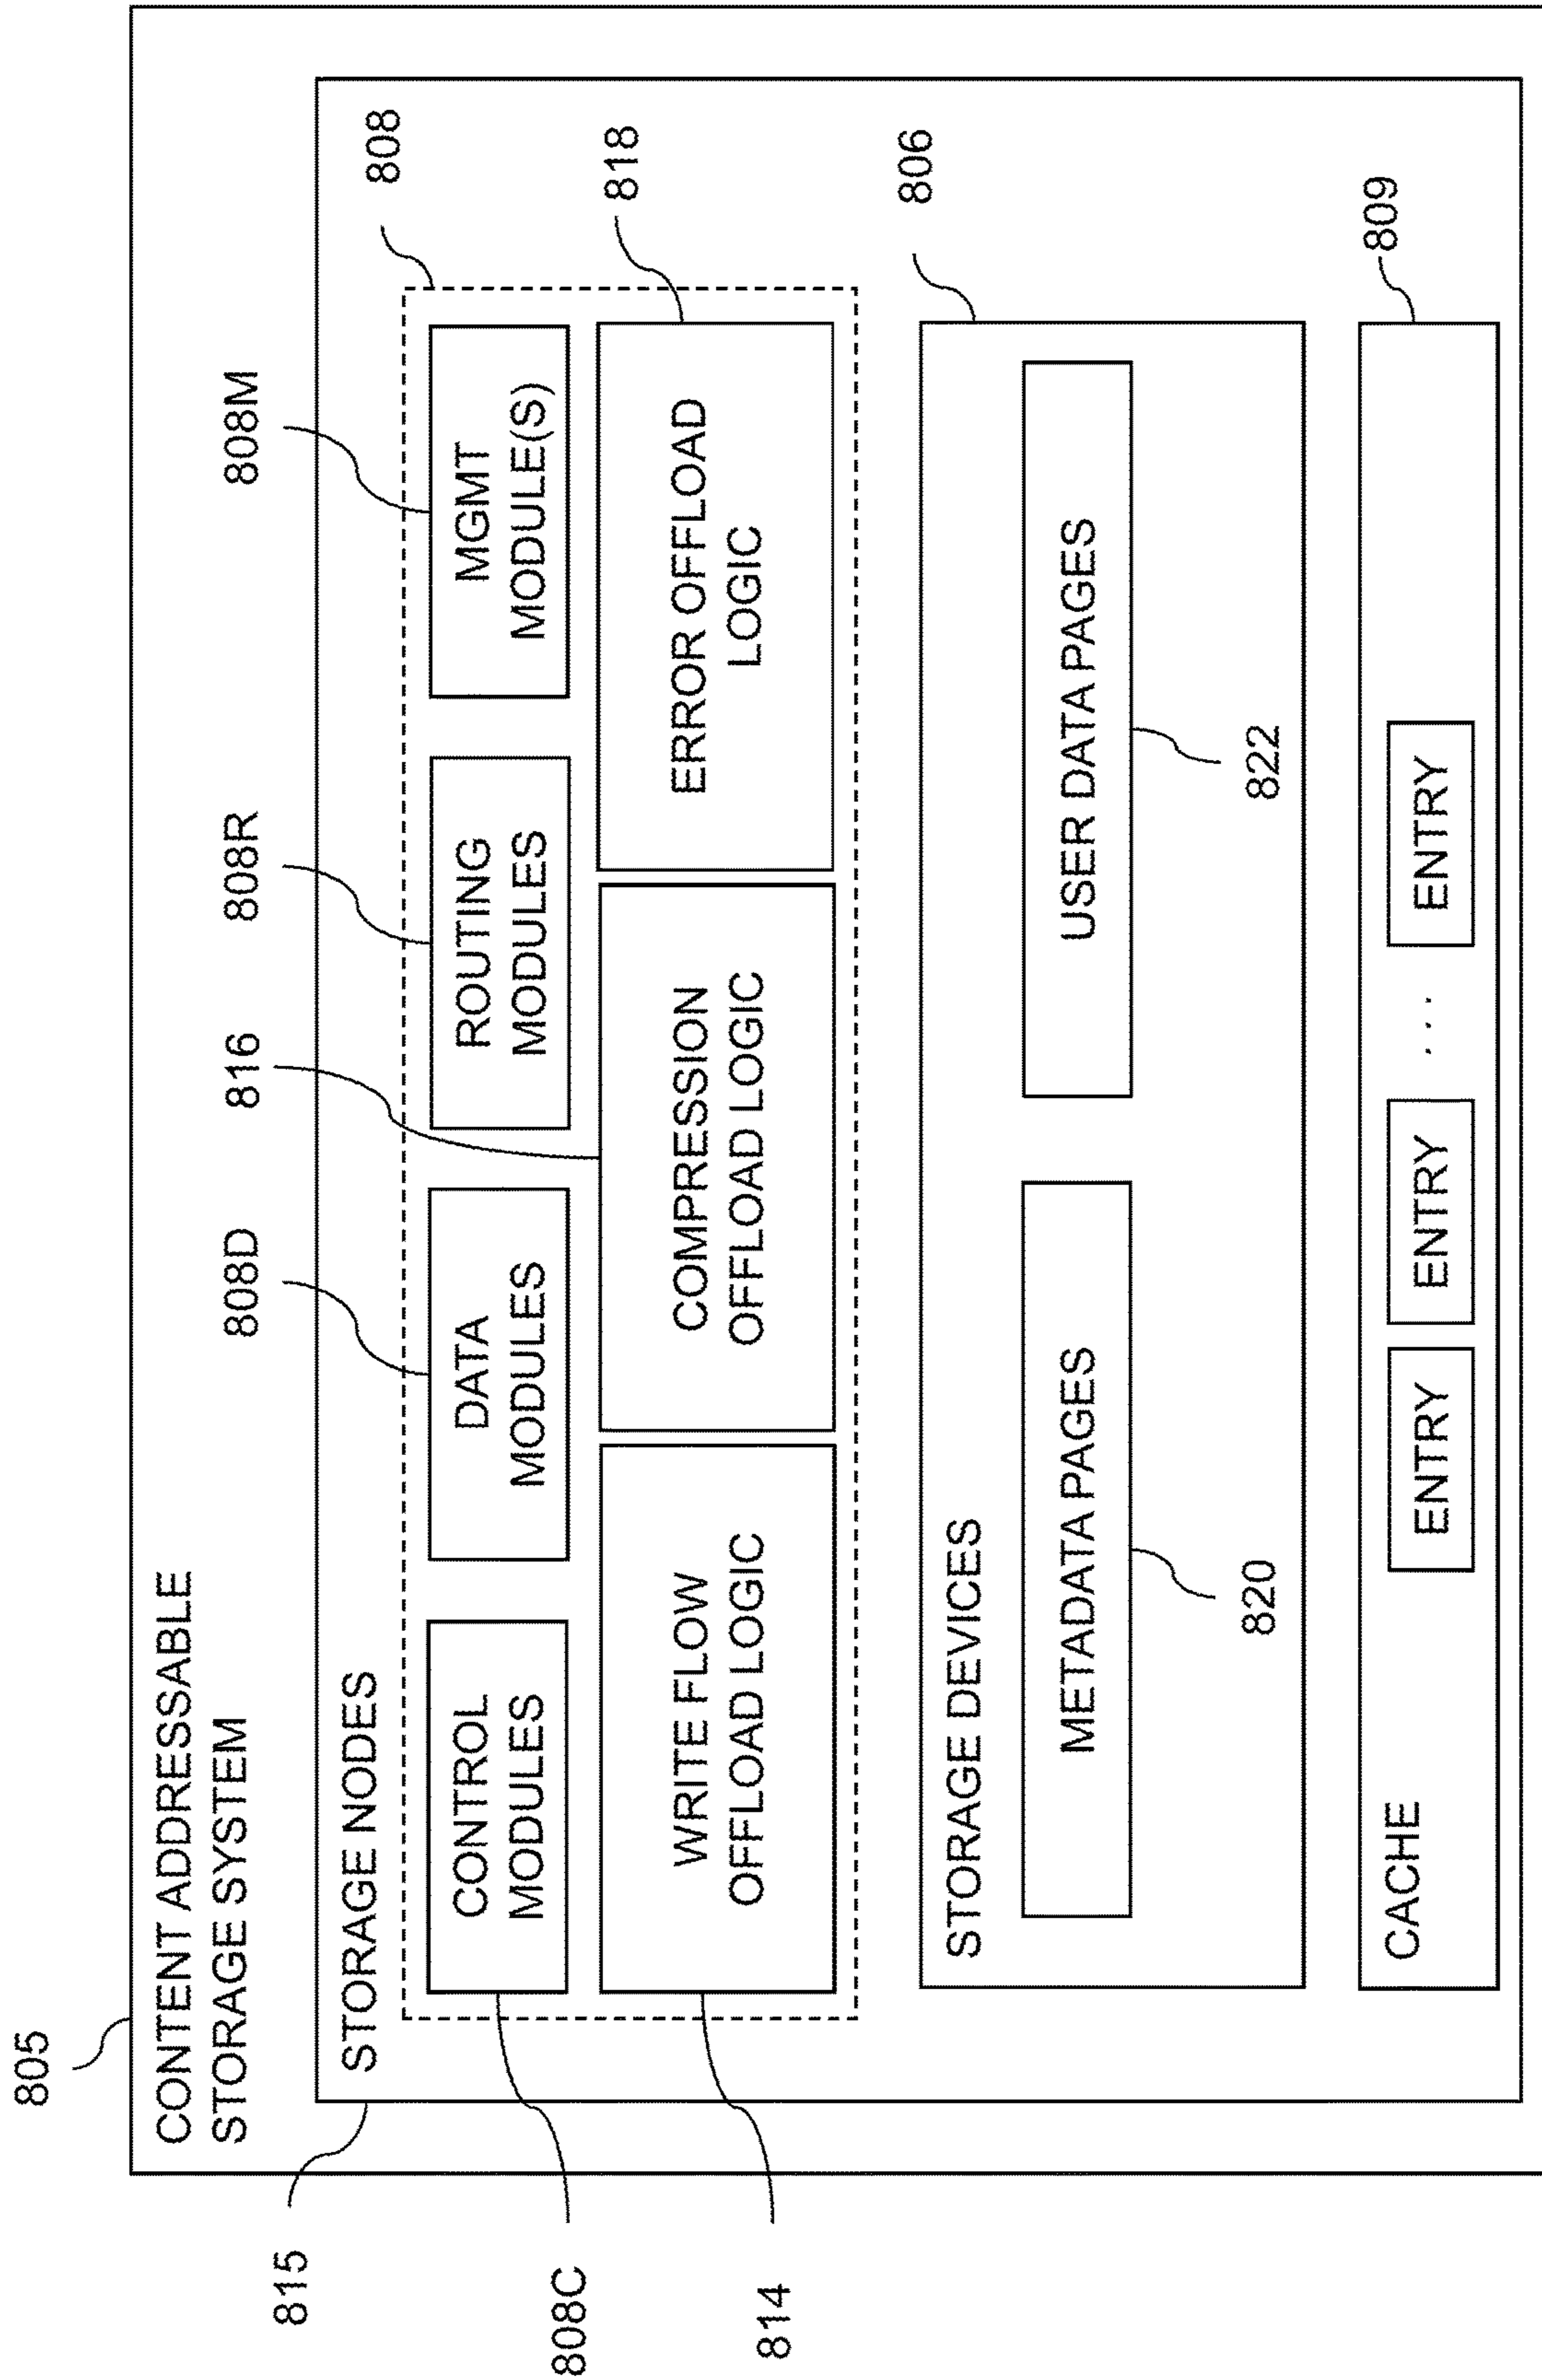 805
CONTENT ADDRESSABLE
STORAGE SYSTEM
815
STORAGE NODES
808D
816
808R
808M
808
808C
CONTROL
MODULES
DATA
MODULES
ROUTING
MODULES
MGMT
MODULE(S)
818
814
WRITE FLOW
OFFLOAD LOGIC
COMPRESSION
OFFLOAD LOGIC
ERROR OFFLOAD
LOGIC
806
STORAGE DEVICES
METADATA PAGES
USER DATA PAGES
820
822
809
CACHE
ENTRY
ENTRY
. . .
ENTRY